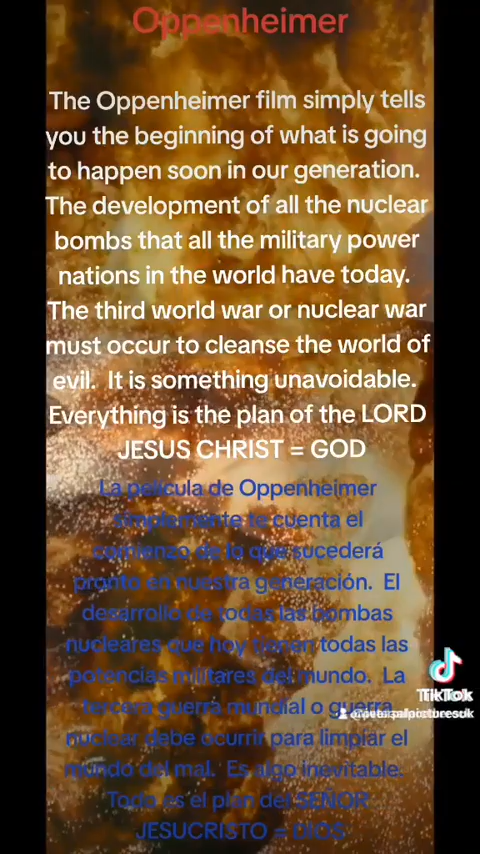 Oppenheimer
The Oppenheimer film simply tells
you the beginning of what is going
to happen soon in our generation.
The development of all the nuclear
bombs that all the military power
nations in the world have today.
The third world war or nuclear war
must occur to cleanse the world of
evil. It is something unavoidable.
Everything is the plan of the LORD
JESUS CHRIST = GOD
La película de Oppenheimer
simplemente te cuenta el
comienzo de lo que sucederá
pronto en nuestra generación. El
desarrollo de todas las bombas
nucleares que hoy tienen todas las
potencias militares del mundo. La
tercera guerra mundial o guerra
nuclear debe ocurrir para limpiar el
mundo del mal. Es algo inevitable.
Todo es el plan del SEÑOR
JESUCRISTO = DIOS
TikTok